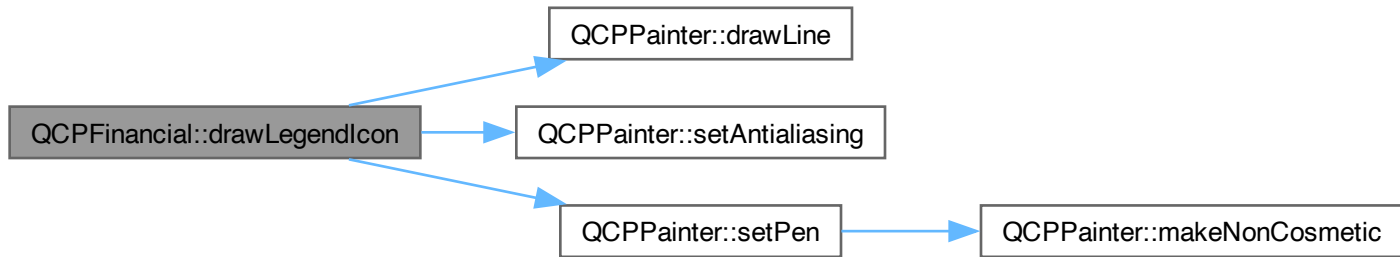 QCPPainter::drawLine
QCPFinancial::drawLegendIcon
QCPPainter::setAntialiasing
QCPPainter::setPen
QCPPainter::makeNonCosmetic